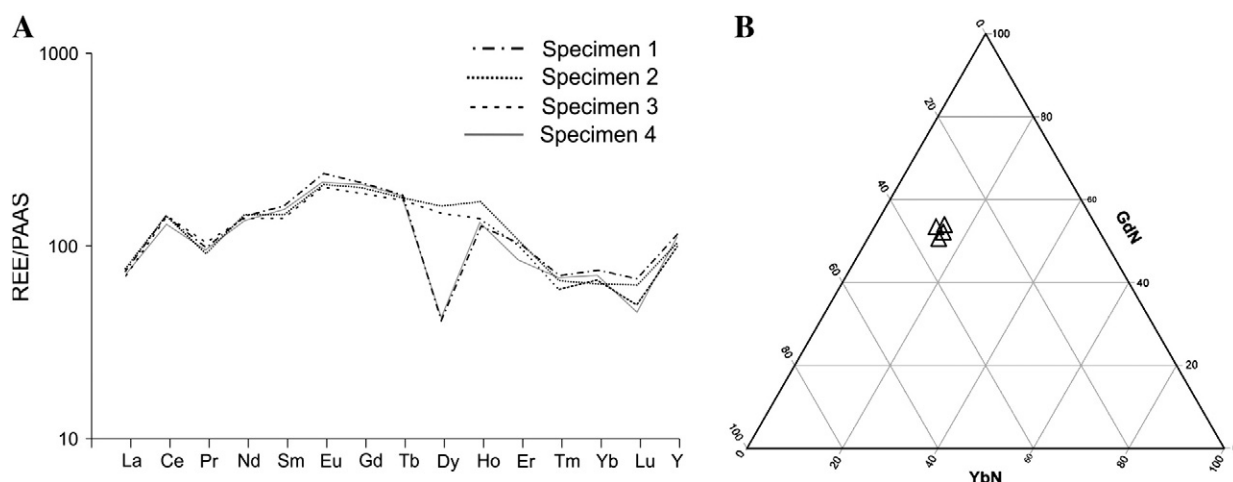 A
1000
100
10
REE/PAAS
Specimen 1
Specimen 2
Specimen 3
Specimen 4
La Ce Pr Nd Sm Eu Gd Tb Dy Ho Er Tm Yb Lu Y
B
0
20
40
60
80
100
100
80
60
40
20
GdN
0 20 40 60 80 100
YbN